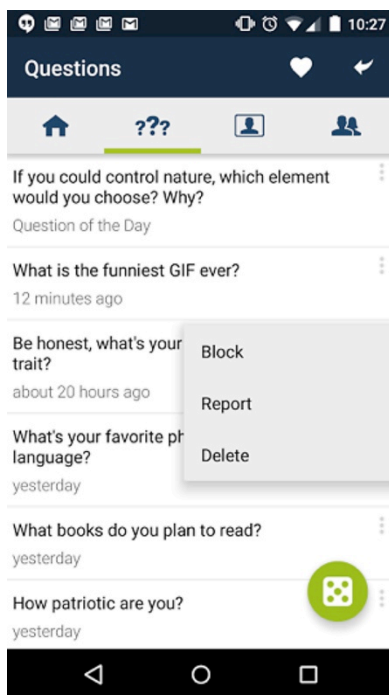 10:27
Questions
???
If you could control nature, which element
would you choose? Why?
Question of the Day
What is the funniest GIF ever?
12 minutes ago
Be honest, what's your
trait?
about 20 hours ago
Block
Report
Delete
What's your favorite
language?
yesterday
What books do you plan to read?
yesterday
How patriotic are you?
yesterday